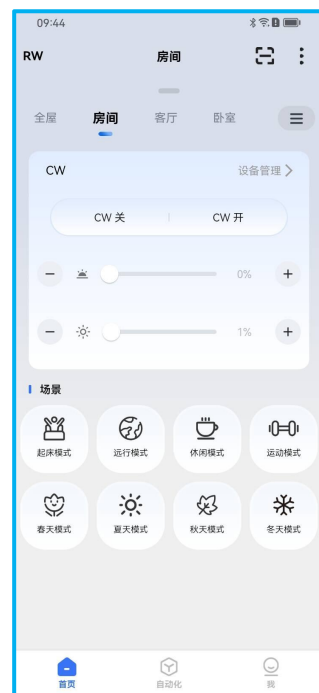 09:44
RW 房间
全屋 房间 客厅 卧室
CW 设备管理
CW 关 CW 开
0%
1%
场景
起床模式 远行模式 休闲模式 运动模式
春天模式 夏天模式 秋天模式 冬天模式
首页 自动化 我